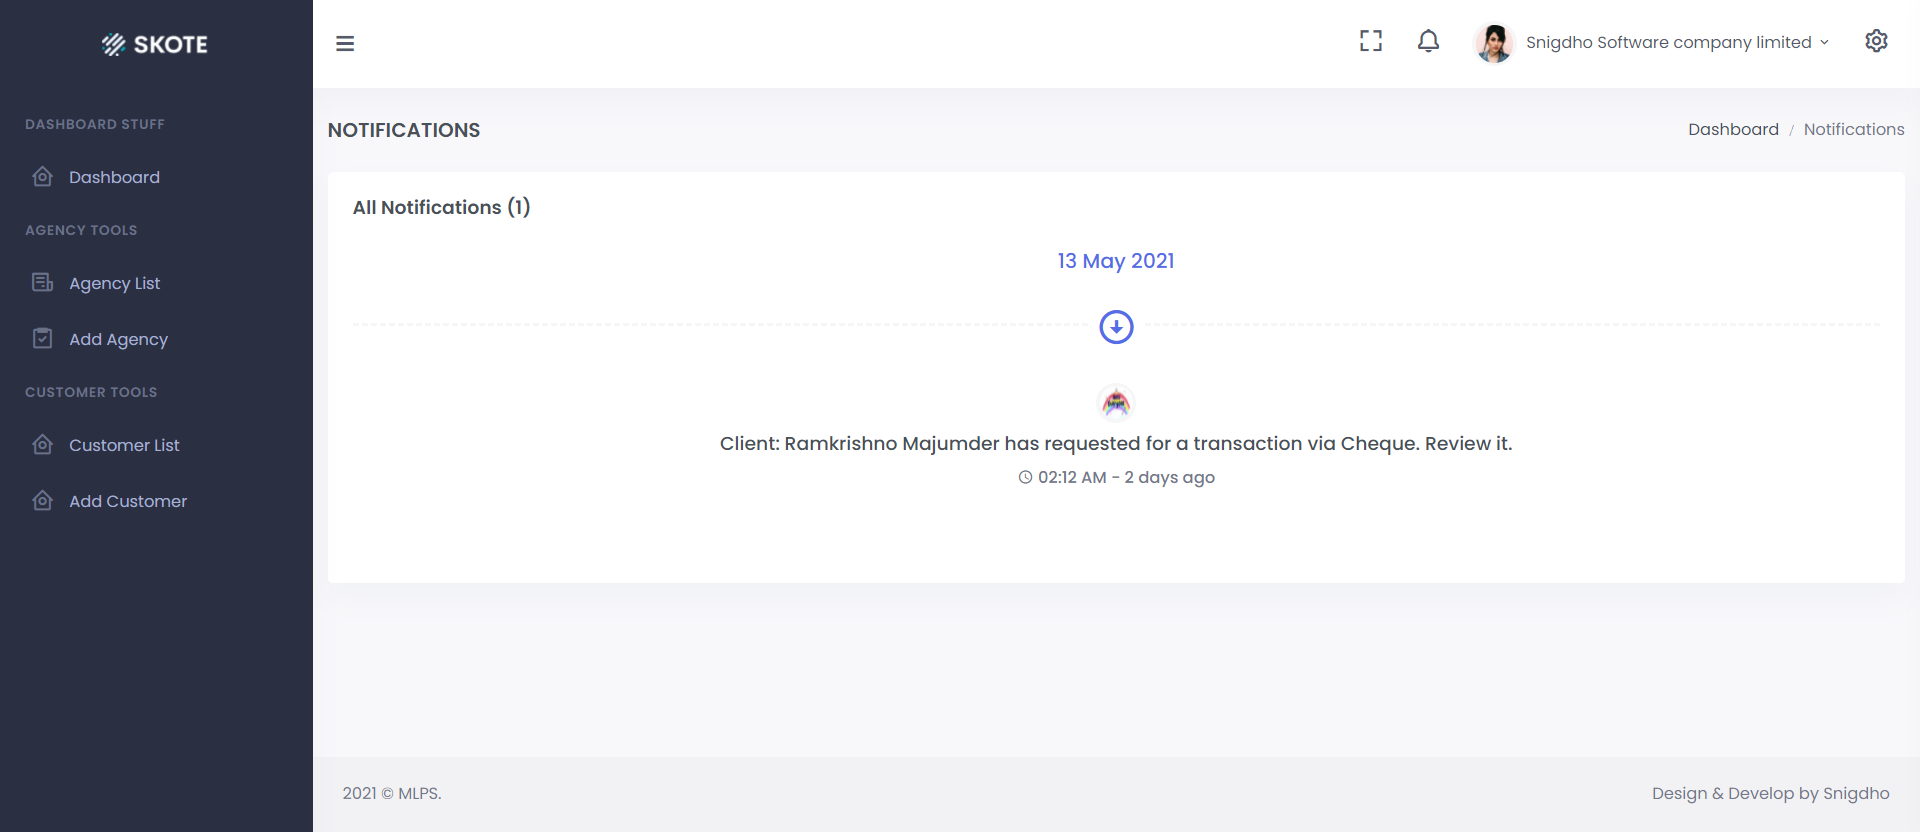 SKOTE
Snigdho Software company limited
DASHBOARD STUFF
Dashboard
AGENCY TOOLS
Agency List
Add Agency
CUSTOMER TOOLS
Customer List
Add Customer
NOTIFICATIONS
Dashboard / Notifications
All Notifications (1)
13 May 2021
Client: Ramkrishno Majumder has requested for a transaction via Cheque. Review it.
02:12 AM - 2 days ago
2021 © MLPS.
Design & Develop by Snigdho